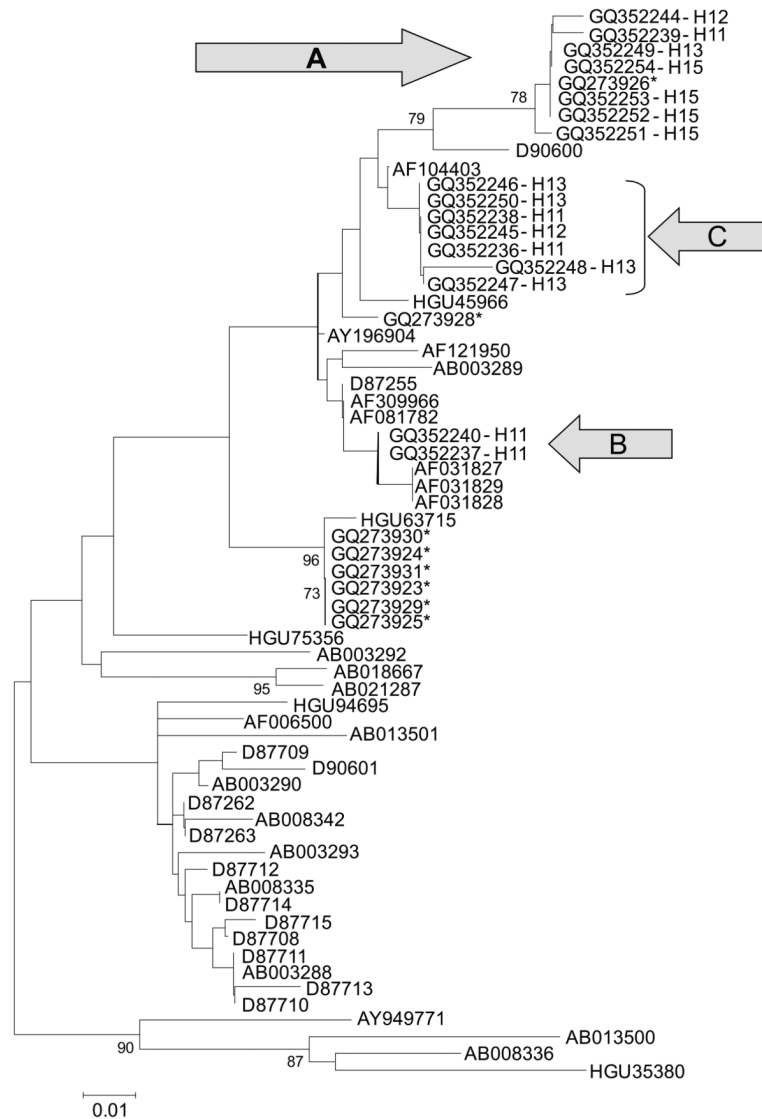 GQ352244 - H12
GQ352239 - H11
A
GQ352249 - H13
GQ352254 - H15
GQ273926*
78
GQ352253 - H15
GQ352252 - H15
79
GQ352251 - H15
D90600
AF104403
GQ352246 - H13
GQ352250 - H13
GQ352238 - H11
GQ352245 - H12
C
GQ352236 - H11
GQ352248 - H13
GQ352247 - H13
HGU45966
GQ273928*
AY196904
AF121950
AB003289
D87255
AF309966
AF081782
GQ352240 - H11
B
GQ352237 - H11
AF031827
AF031829
AF031828
HGU63715
GQ273930*
96
GQ273924*
GQ273931*
73
GQ273923*
GQ273929*
GQ273925*
HGU75356
AB003292
AB018667
95
AB021287
HGU94695
AF006500
AB013501
D87709
D90601
AB003290
D87262
AB008342
D87263
AB003293
D87712
AB008335
D87714
D87715
D87708
D87711
AB003288
D87713
D87710
AY949771
90
AB013500
87
AB008336
HGU35380
0.01